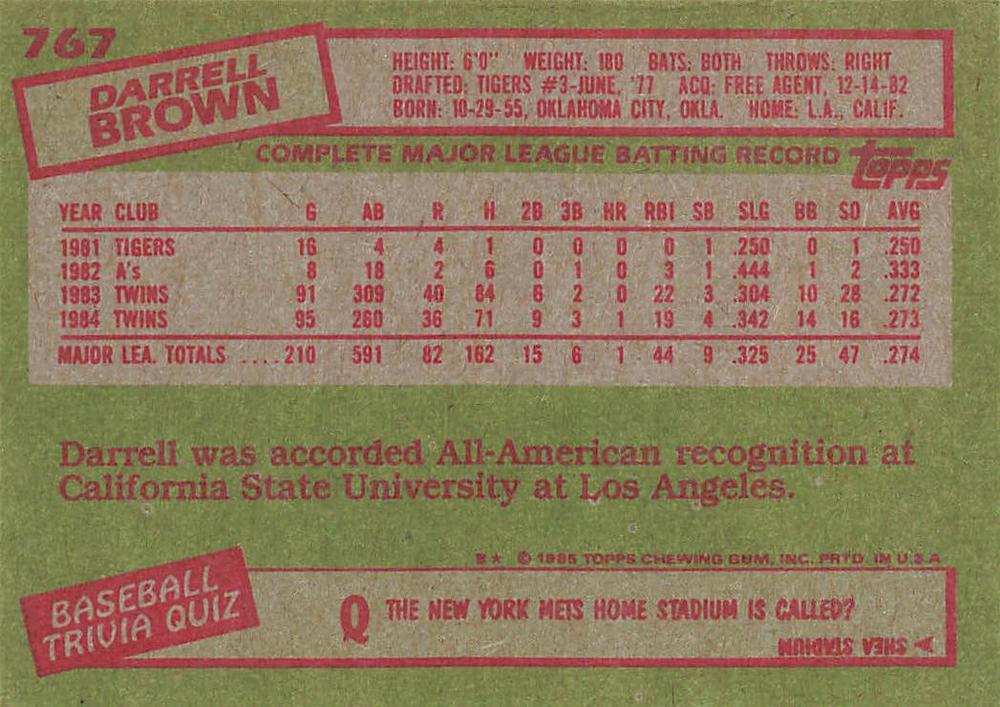 767
DARRELL
BROWN
HEIGHT: 6'0" WEIGHT: 180 BATS: BOTH THROWS: RIGHT
DRAFTED: TIGERS #3-JUNE, '77 ACQ: FREE AGENT, 12-14-82
BORN: 10-29-55, OKLAHOMA CITY, OKLA. HOME: L.A., CALIF.
COMPLETE MAJOR LEAGUE BATTING RECORD topps
YEAR CLUB G AB R H 2B 3B HR RBI SB SLG BB SO AVG
1981 TIGERS 16 4 4 1 0 0 0 0 1 .250 0 1 .250
1982 A's 8 18 2 6 0 1 0 3 1 .444 1 2 .333
1983 TWINS 91 309 40 84 6 2 0 22 3 .304 10 28 .272
1984 TWINS 95 260 36 71 9 3 1 19 4 .342 14 16 .273
MAJOR LEA. TOTALS ....210 591 82 162 15 6 1 44 9 .325 25 47 .274
Darrell was accorded All-American recognition at
California State University at Los Angeles.
B★ © 1985 TOPPS CHEWING GUM, INC. PRTD IN U.S.A
BASEBALL
TRIVIA QUIZ
Q THE NEW YORK METS HOME STADIUM IS CALLED?
SHEA STADIUM